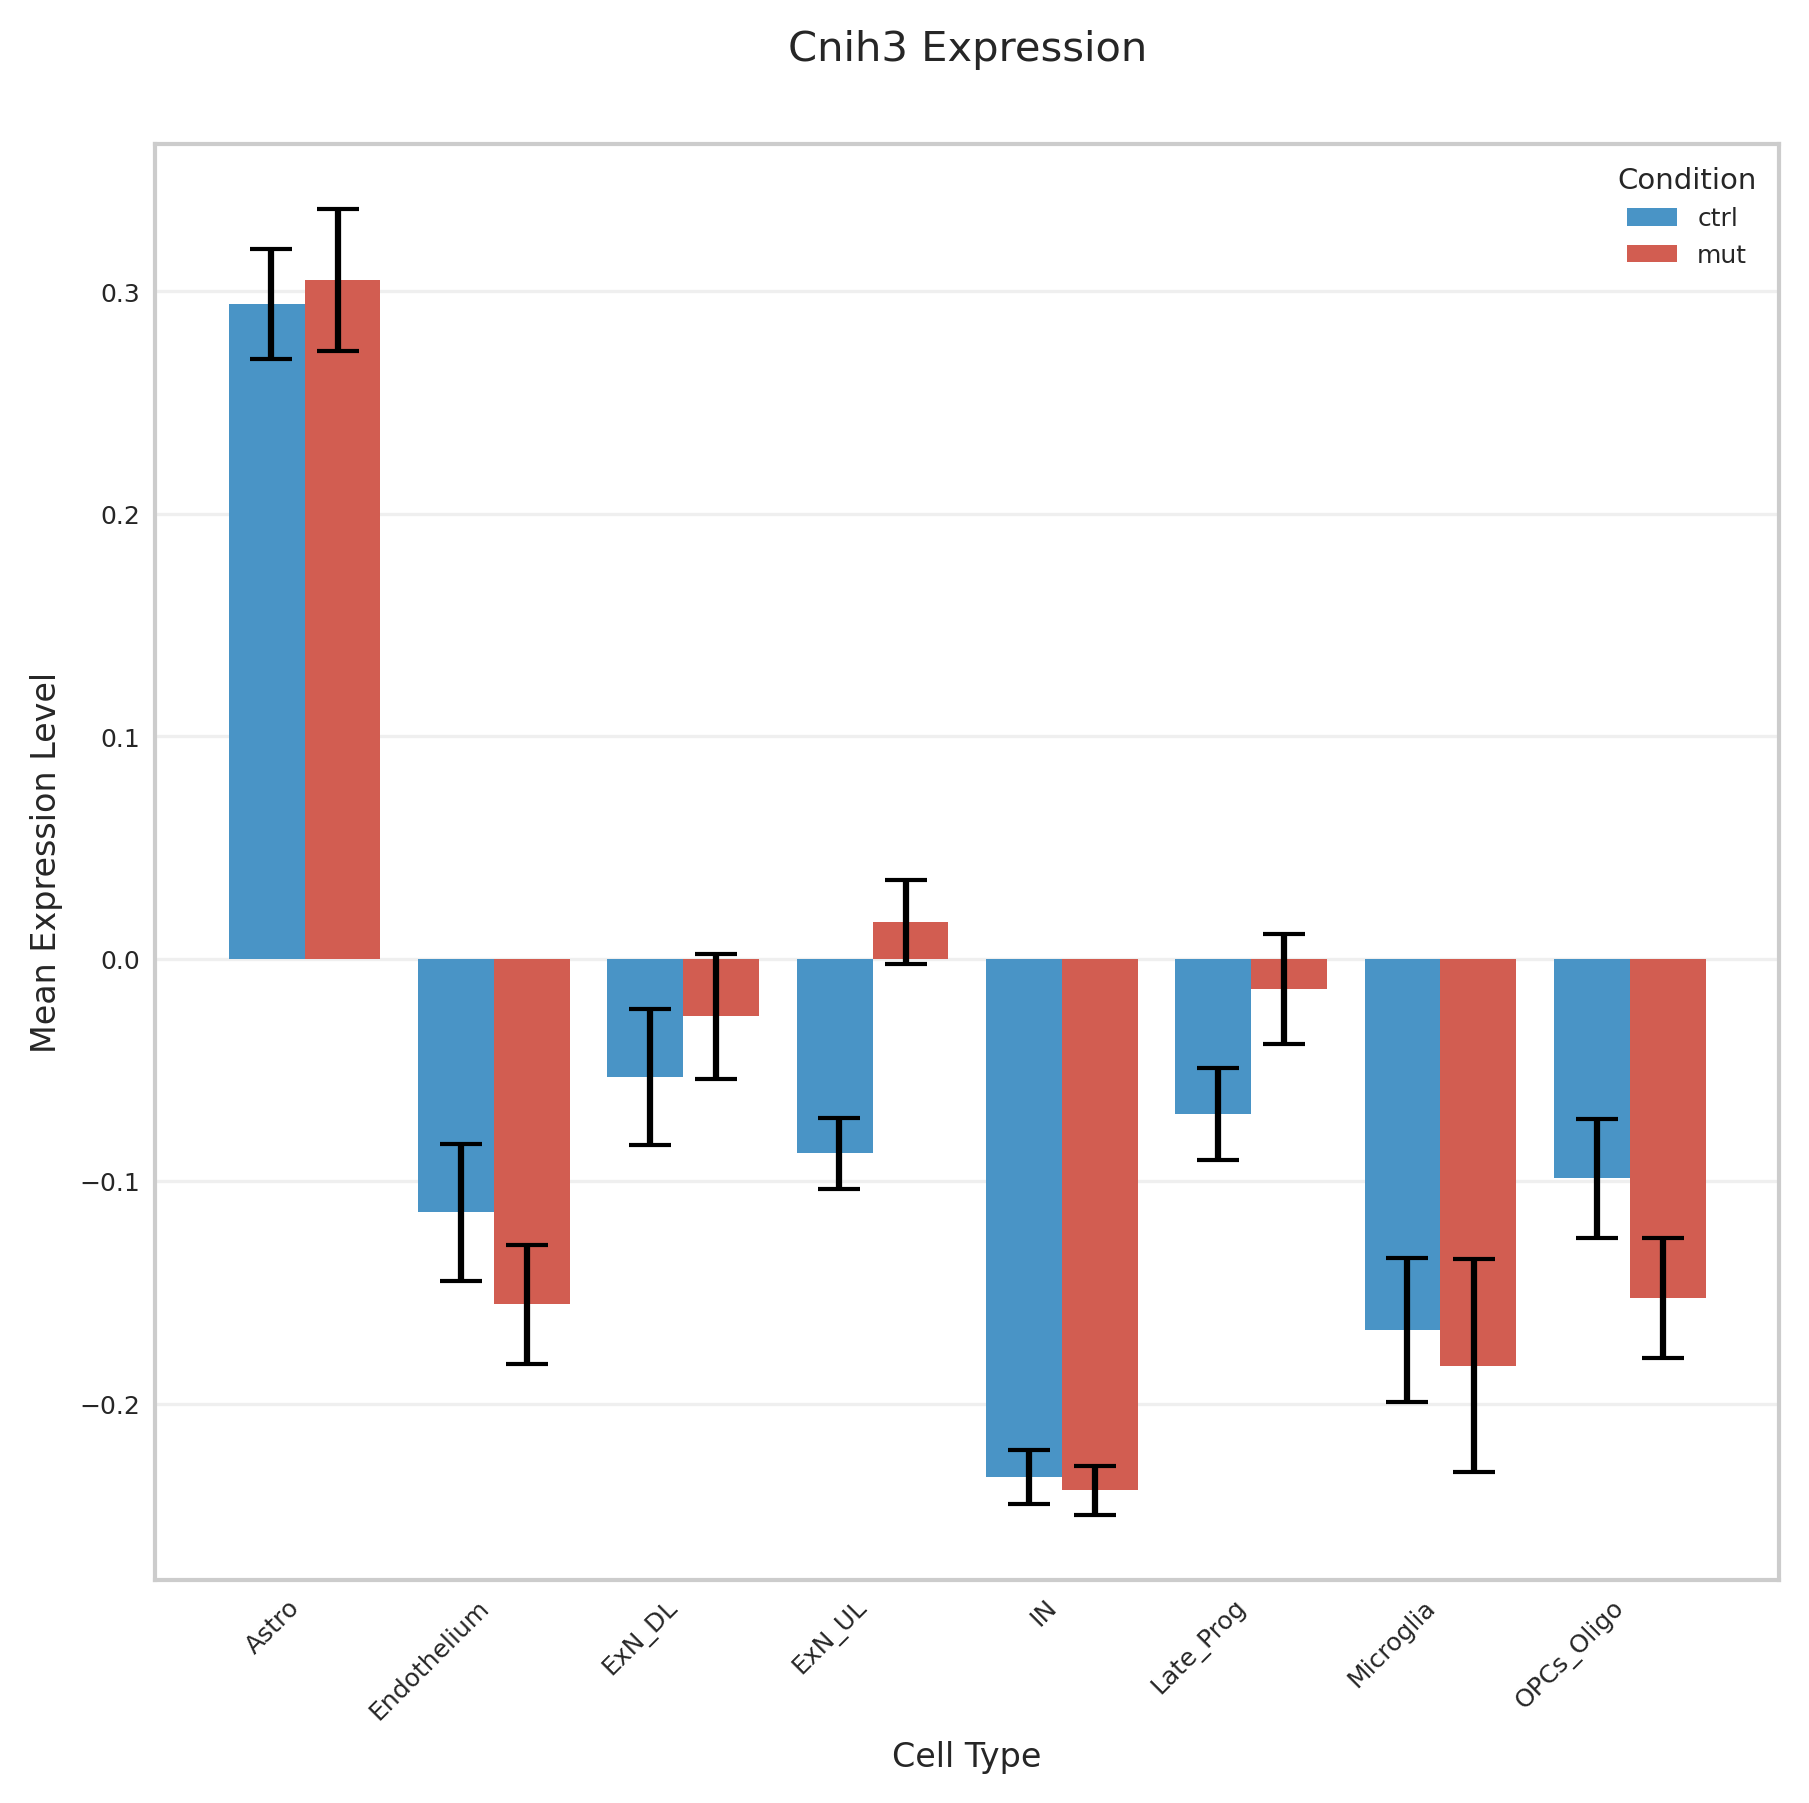 Cnih3 Expression
Condition
ctrl
mut
Mean Expression Level
0.3
0.2
0.1
0.0
−0.1
−0.2
Astro
Endothelium
ExN_DL
ExN_UL
IN
Late_Prog
Microglia
OPCs_Oligo
Cell Type